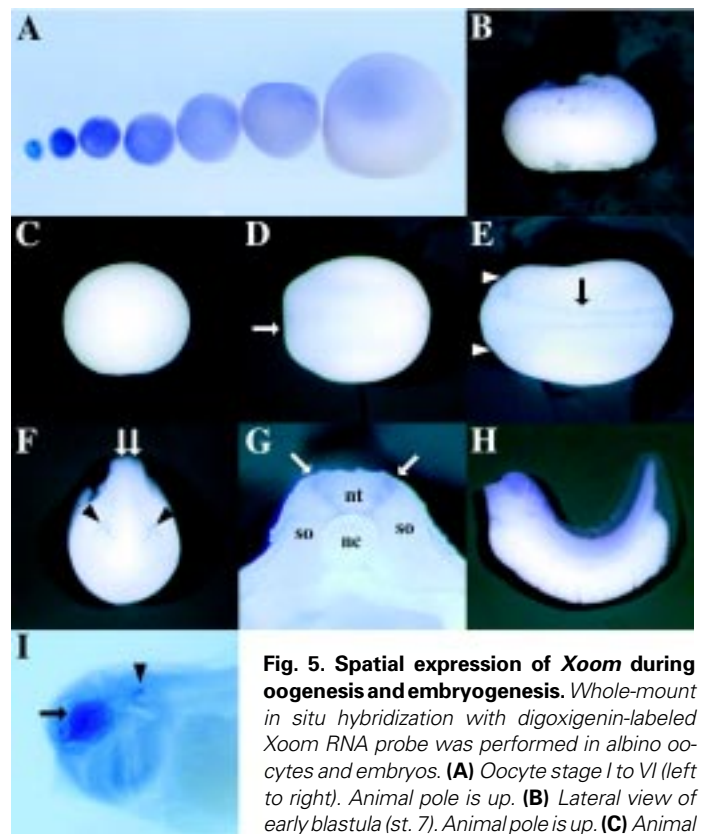 A
B
C
D
E
F
G
H
nt
so
so
nc
I
Fig. 5. Spatial expression of Xoom during
oogenesis and embryogenesis. Whole-mount
in situ hybridization with digoxigenin-labeled
Xoom RNA probe was performed in albino oo-
cytes and embryos. (A) Oocyte stage I to VI (left
to right). Animal pole is up. (B) Lateral view of
early blastula (st. 7). Animal pole is up. (C) Animal